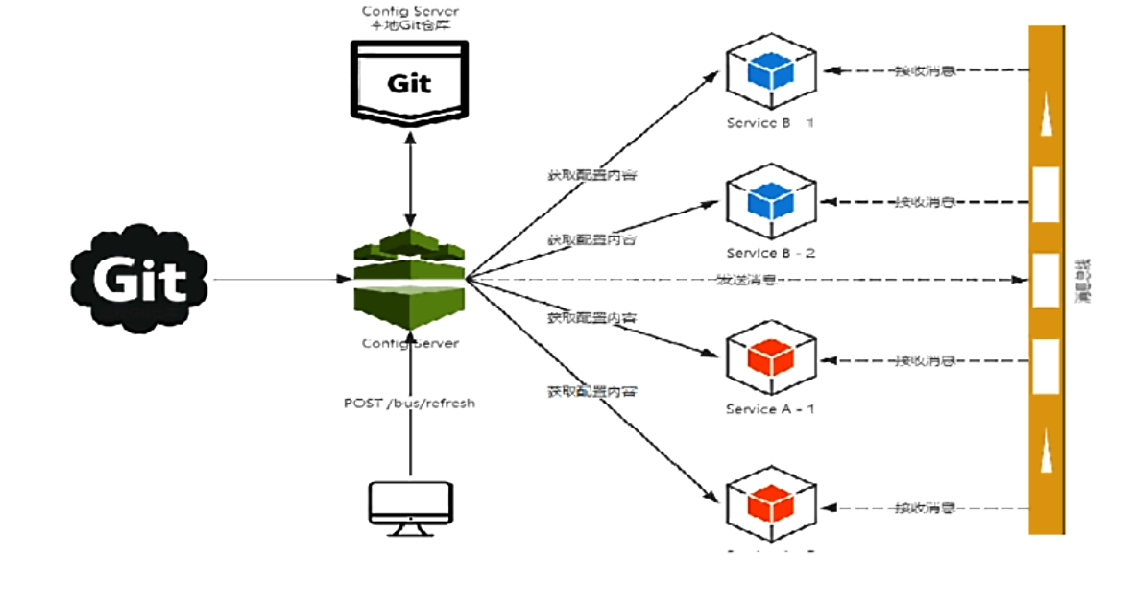 Config Server
本地Git仓库
Git
Service B - 1
接收消息
获取配置内容
Service B - 2
接收消息
获取配置内容
Git
发送消息
消息总线
获取配置内容
Config Server
接收消息
Service A - 1
POST /bus/refresh
获取配置内容
接收消息